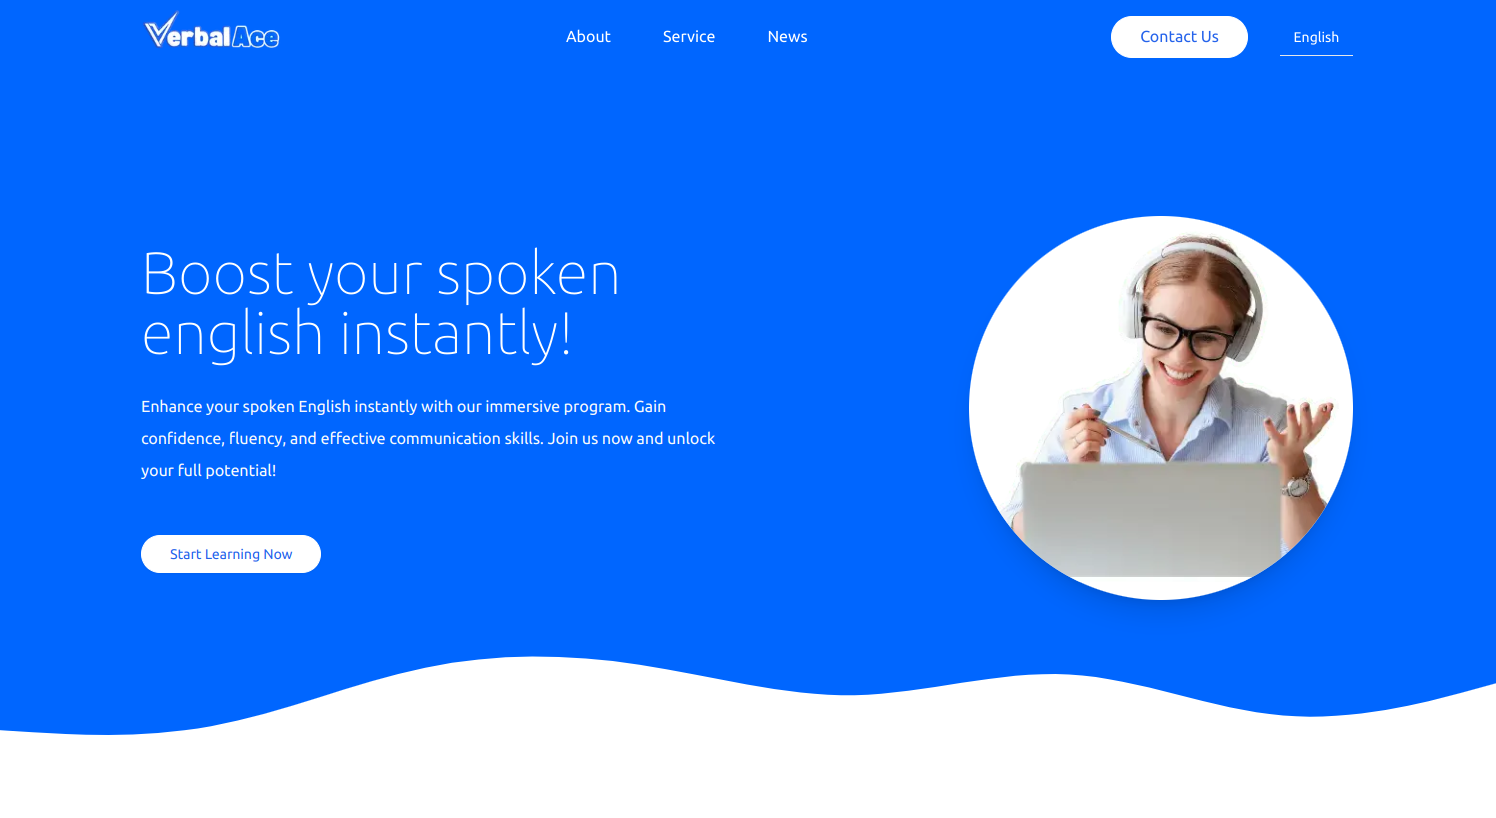 VerbalAce
About
Service
News
Contact Us
English
Boost your spoken
english instantly!
Enhance your spoken English instantly with our immersive program. Gain
confidence, fluency, and effective communication skills. Join us now and unlock
your full potential!
Start Learning Now